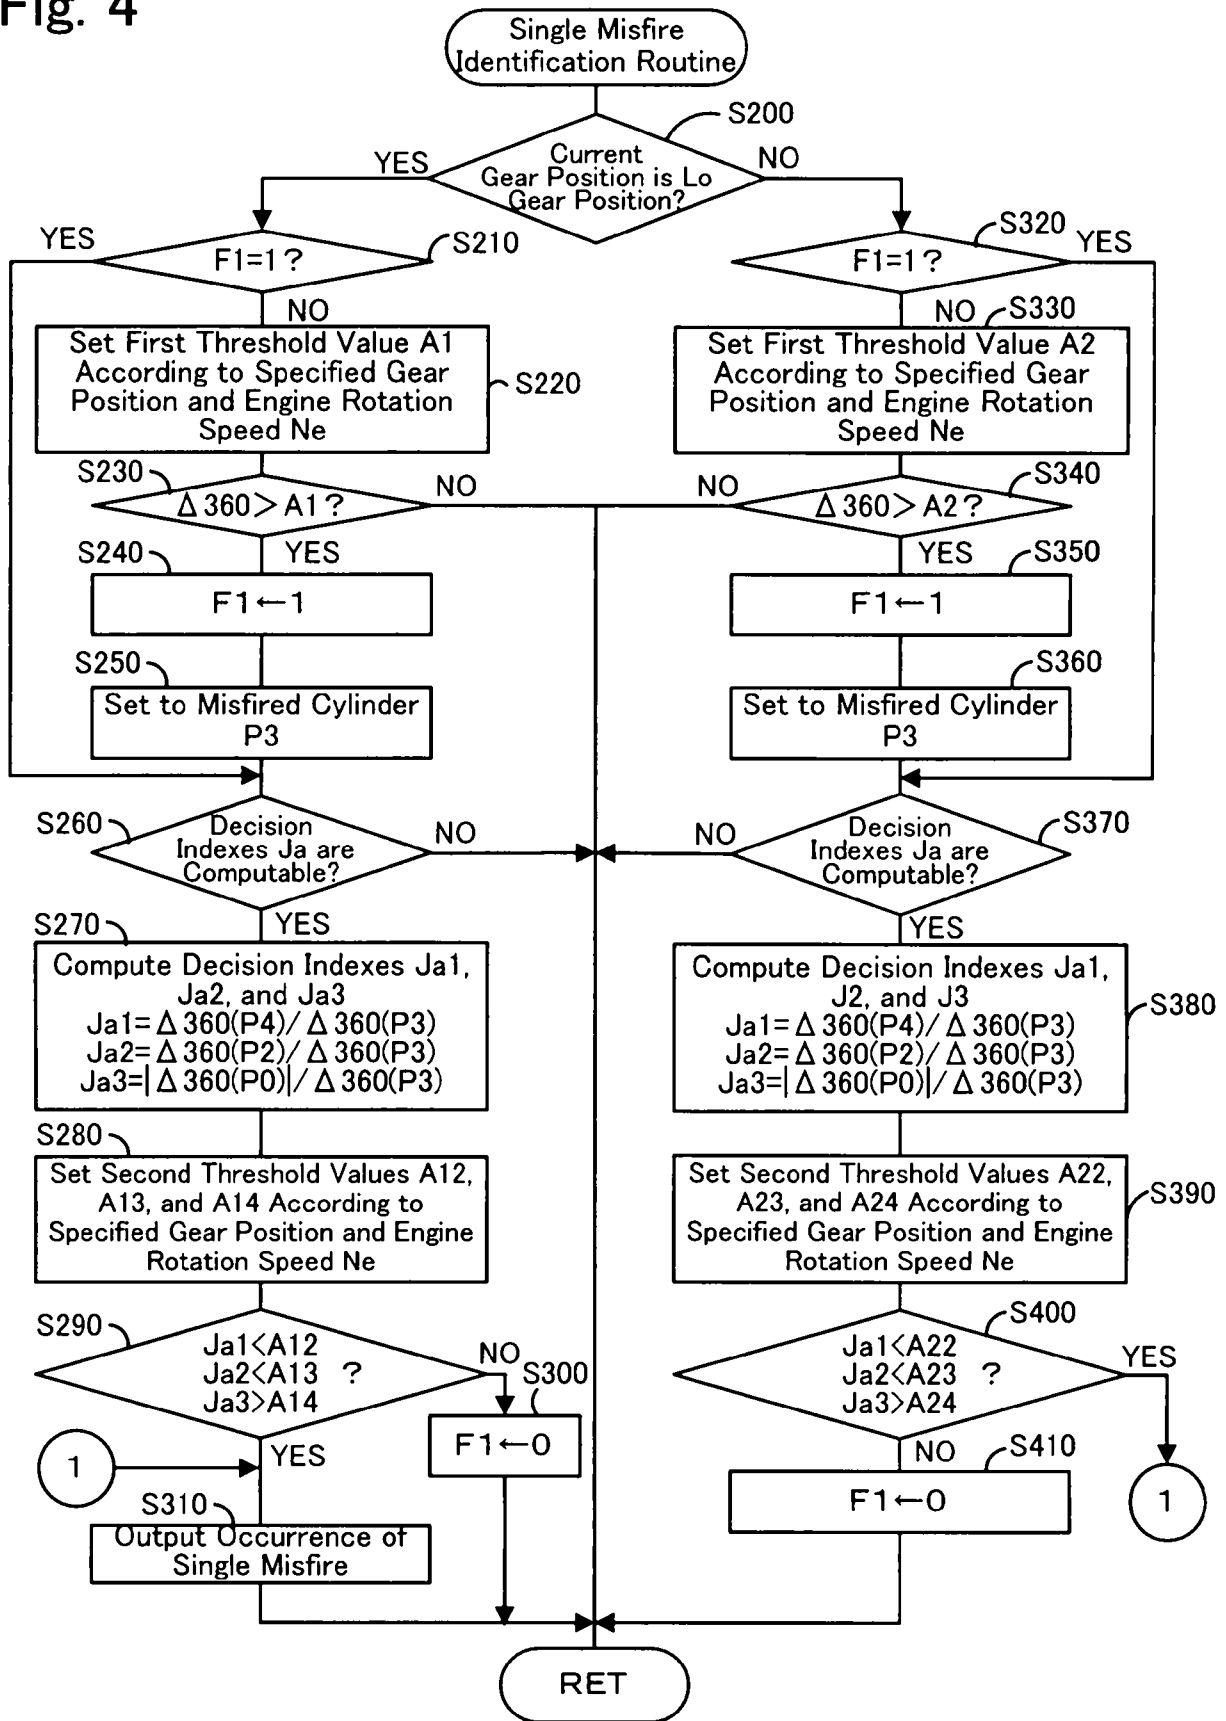 Fig. 4
Single Misfire
Identification Routine
S200
Current
Gear Position is Lo
Gear Position?
YES
NO
YES
F1=1?
S210
NO
Set First Threshold Value A1
According to Specified Gear
Position and Engine Rotation
Speed Ne
S220
S230
Δ360>A1?
NO
YES
S240
F1←1
S250
Set to Misfired Cylinder
P3
S260
Decision
Indexes Ja are
Computable?
NO
YES
S270
Compute Decision Indexes Ja1,
Ja2, and Ja3
Ja1=Δ360(P4)/Δ360(P3)
Ja2=Δ360(P2)/Δ360(P3)
Ja3=|Δ360(P0)|/Δ360(P3)
S280
Set Second Threshold Values A12,
A13, and A14 According to
Specified Gear Position and Engine
Rotation Speed Ne
S290
Ja1<A12
Ja2<A13 ?
Ja3>A14
NO
S300
F1←0
YES
1
S310
Output Occurrence of
Single Misfire
S320
F1=1?
YES
NO
S330
Set First Threshold Value A2
According to Specified Gear
Position and Engine Rotation
Speed Ne
S340
NO
Δ360>A2?
YES
S350
F1←1
S360
Set to Misfired Cylinder
P3
S370
NO
Decision
Indexes Ja are
Computable?
YES
Compute Decision Indexes Ja1,
J2, and J3
Ja1=Δ360(P4)/Δ360(P3)
Ja2=Δ360(P2)/Δ360(P3)
Ja3=|Δ360(P0)|/Δ360(P3)
S380
Set Second Threshold Values A22,
A23, and A24 According to
Specified Gear Position and Engine
Rotation Speed Ne
S390
S400
Ja1<A22
Ja2<A23 ?
Ja3>A24
YES
NO
S410
F1←0
1
RET